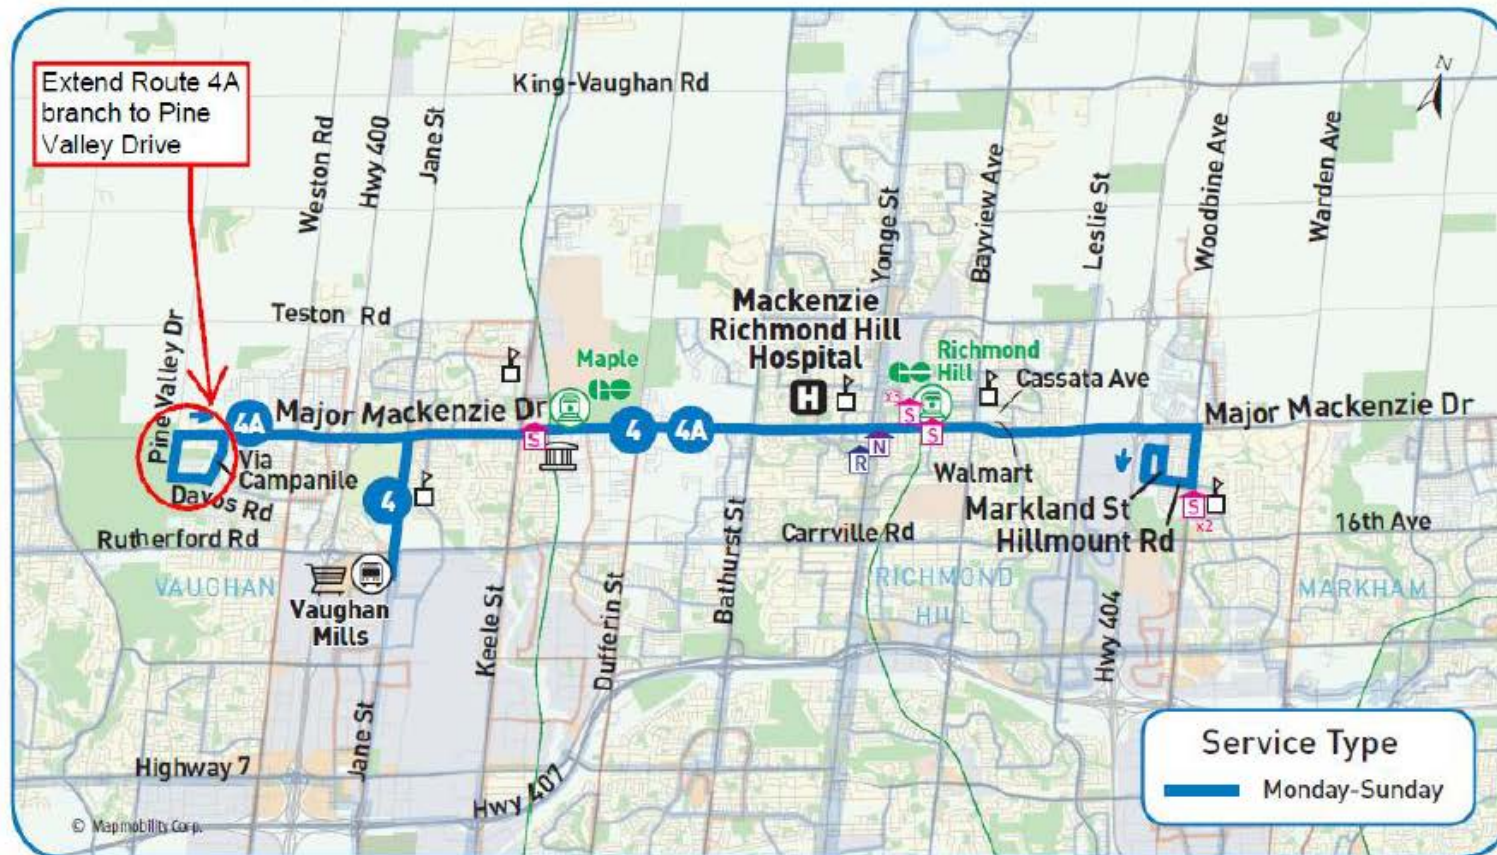 Extend Route 4A
branch to Pine
Valley Drive
King-Vaughan Rd
N
Weston Rd
Hwy 400
Jane St
Yonge St
Bayview Ave
Leslie St
Woodbine Ave
Warden Ave
Teston Rd
Pine Valley Dr
Mackenzie
Richmond Hill
Hospital
H
Maple
GO
GO
Richmond
Hill
Cassata Ave
4A
Major Mackenzie Dr
4
4A
x3
S
S
S
N
R
Major Mackenzie Dr
Via
Campanile
Davos Rd
4
Walmart
Markland St
Hillmount Rd
S
x2
Rutherford Rd
Carrville Rd
16th Ave
VAUGHAN
Vaughan
Mills
RICHMOND
HILL
MARKHAM
Keele St
Dufferin St
Bathurst St
Hwy 404
Jane St
Highway 7
Hwy 407
Service Type
Monday-Sunday
© Mapmobility Corp.